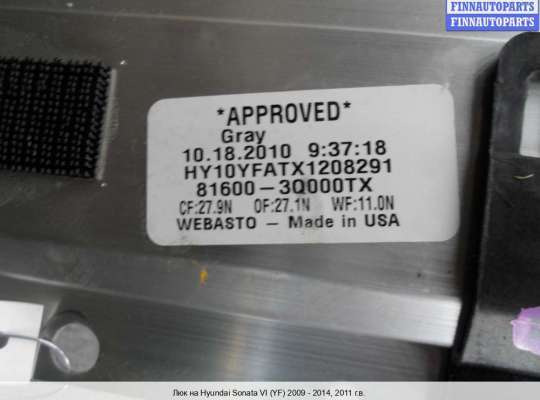 FINNAUTOPARTS
FINNAUTOPARTS
*APPROVED*
Gray
10.18.2010 9:37:18
HY10YFATX1208291
81600-3Q000TX
CF:27.9N OF:27.1N WF:11.0N
WEBASTO - Made in USA
Люк на Hyundai Sonata VI (YF) 2009 - 2014, 2011 г.в.